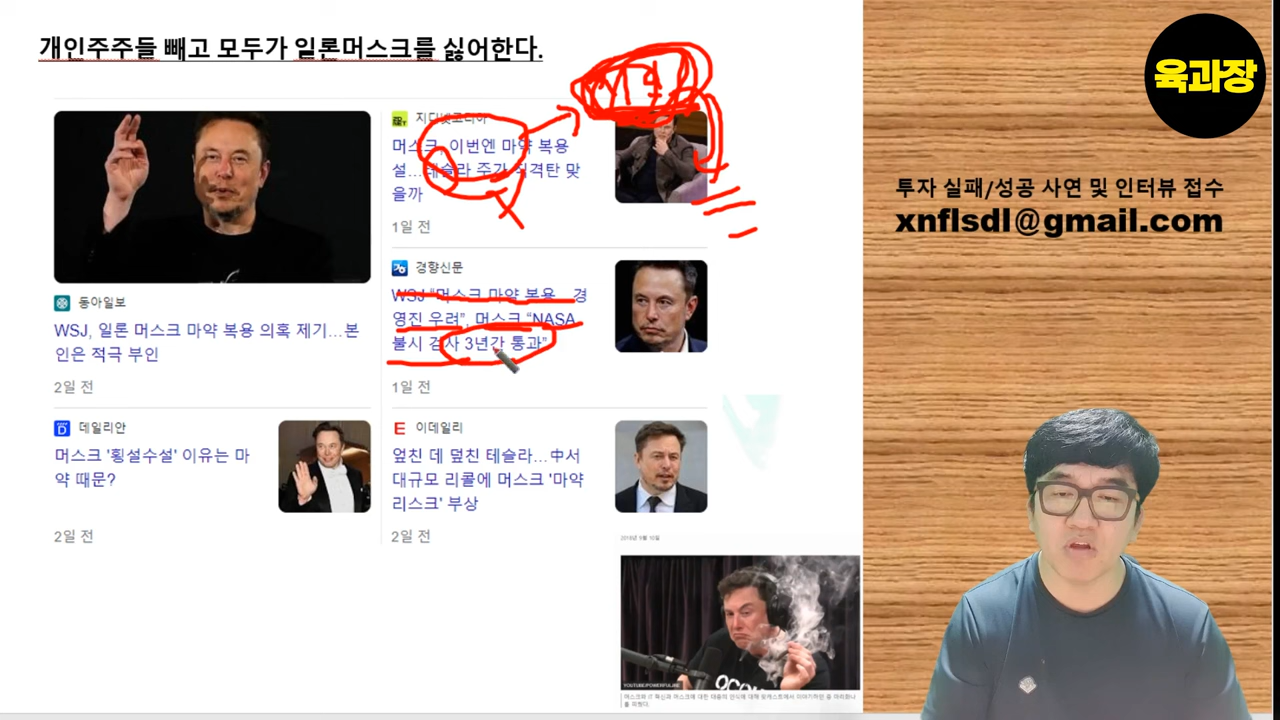 개인주주들 빼고 모두가 일론머스크를 싫어한다.
육과장
투자 실패/성공 사연 및 인터뷰 접수
xnflsdl@gmail.com
동아일보
WSJ, 일론 머스크 마약 복용 의혹 제기…본
인은 적극 부인
2일 전
지디넷코리아
머스크, 이번엔 마약 복용
설…테슬라 주가 직격탄 맞
을까
1일 전
경향신문
WSJ “머스크 마약 복용…경
영진 우려”, 머스크 “NASA
불시 검사 3년간 통과”
1일 전
데일리안
머스크 '횡설수설' 이유는 마
약 때문?
2일 전
이데일리
엎친 데 덮친 테슬라…中서
대규모 리콜에 머스크 '마약
리스크' 부상
2일 전